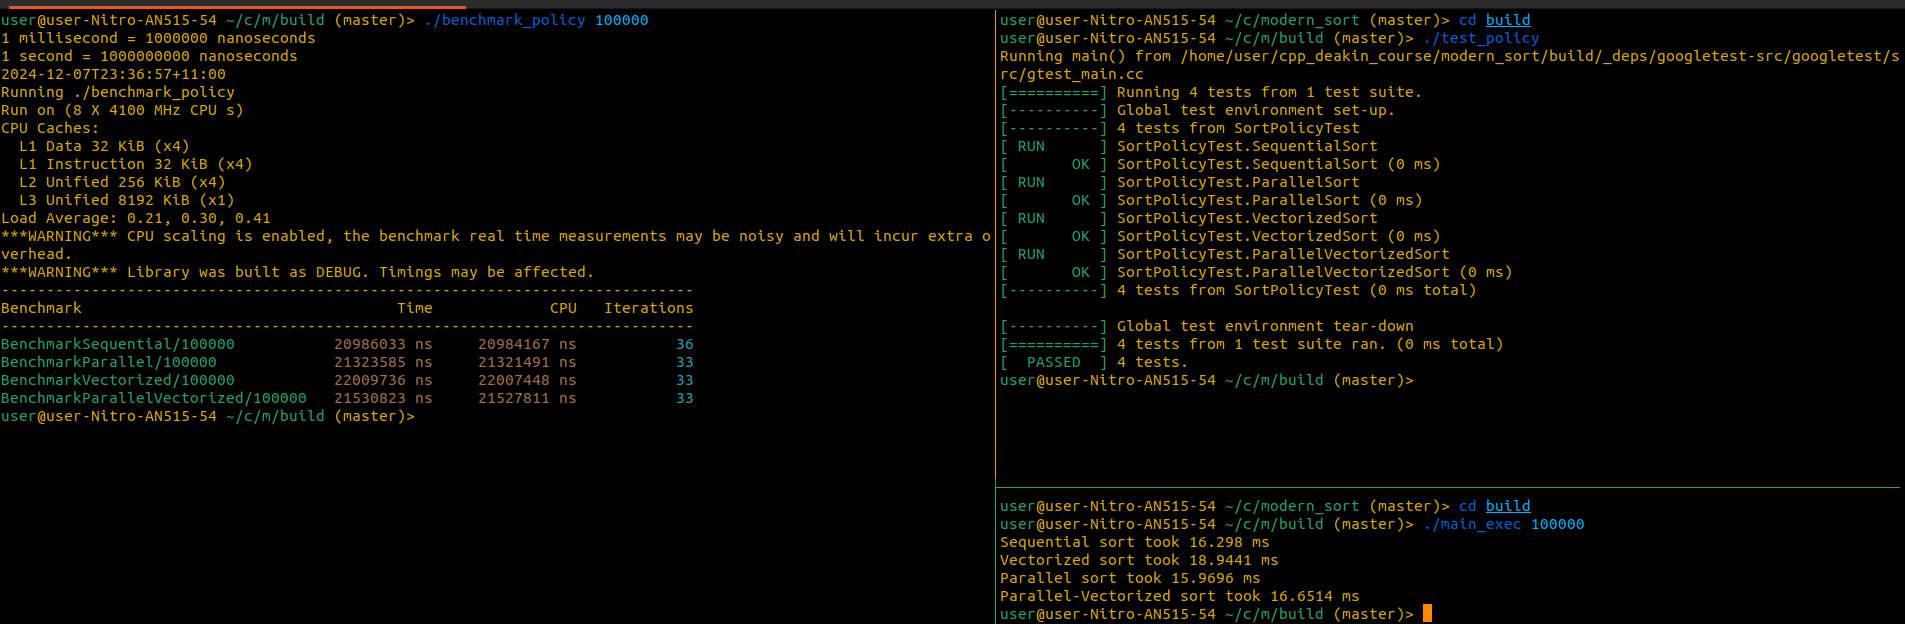 user@user-Nitro-AN515-54 ~/c/m/build (master)> ./benchmark_policy 100000
1 millisecond = 1000000 nanoseconds
1 second = 1000000000 nanoseconds
2024-12-07T23:36:57+11:00
Running ./benchmark_policy
Run on (8 X 4100 MHz CPU s)
CPU Caches:
  L1 Data 32 KiB (x4)
  L1 Instruction 32 KiB (x4)
  L2 Unified 256 KiB (x4)
  L3 Unified 8192 KiB (x1)
Load Average: 0.21, 0.30, 0.41
***WARNING*** CPU scaling is enabled, the benchmark real time measurements may be noisy and will incur extra o
verhead.
***WARNING*** Library was built as DEBUG. Timings may be affected.
-----------------------------------------------------------------------------
Benchmark                                   Time             CPU   Iterations
-----------------------------------------------------------------------------
BenchmarkSequential/100000           20986033 ns     20984167 ns           36
BenchmarkParallel/100000             21323585 ns     21321491 ns           33
BenchmarkVectorized/100000           22009736 ns     22007448 ns           33
BenchmarkParallelVectorized/100000   21530823 ns     21527811 ns           33
user@user-Nitro-AN515-54 ~/c/m/build (master)>
user@user-Nitro-AN515-54 ~/c/modern_sort (master)> cd build
user@user-Nitro-AN515-54 ~/c/m/build (master)> ./test_policy
Running main() from /home/user/cpp_deakin_course/modern_sort/build/_deps/googletest-src/googletest/s
rc/gtest_main.cc
[==========] Running 4 tests from 1 test suite.
[----------] Global test environment set-up.
[----------] 4 tests from SortPolicyTest
[ RUN      ] SortPolicyTest.SequentialSort
[       OK ] SortPolicyTest.SequentialSort (0 ms)
[ RUN      ] SortPolicyTest.ParallelSort
[       OK ] SortPolicyTest.ParallelSort (0 ms)
[ RUN      ] SortPolicyTest.VectorizedSort
[       OK ] SortPolicyTest.VectorizedSort (0 ms)
[ RUN      ] SortPolicyTest.ParallelVectorizedSort
[       OK ] SortPolicyTest.ParallelVectorizedSort (0 ms)
[----------] 4 tests from SortPolicyTest (0 ms total)
[----------] Global test environment tear-down
[==========] 4 tests from 1 test suite ran. (0 ms total)
[  PASSED  ] 4 tests.
user@user-Nitro-AN515-54 ~/c/m/build (master)>
user@user-Nitro-AN515-54 ~/c/modern_sort (master)> cd build
user@user-Nitro-AN515-54 ~/c/m/build (master)> ./main_exec 100000
Sequential sort took 16.298 ms
Vectorized sort took 18.9441 ms
Parallel sort took 15.9696 ms
Parallel-Vectorized sort took 16.6514 ms
user@user-Nitro-AN515-54 ~/c/m/build (master)>